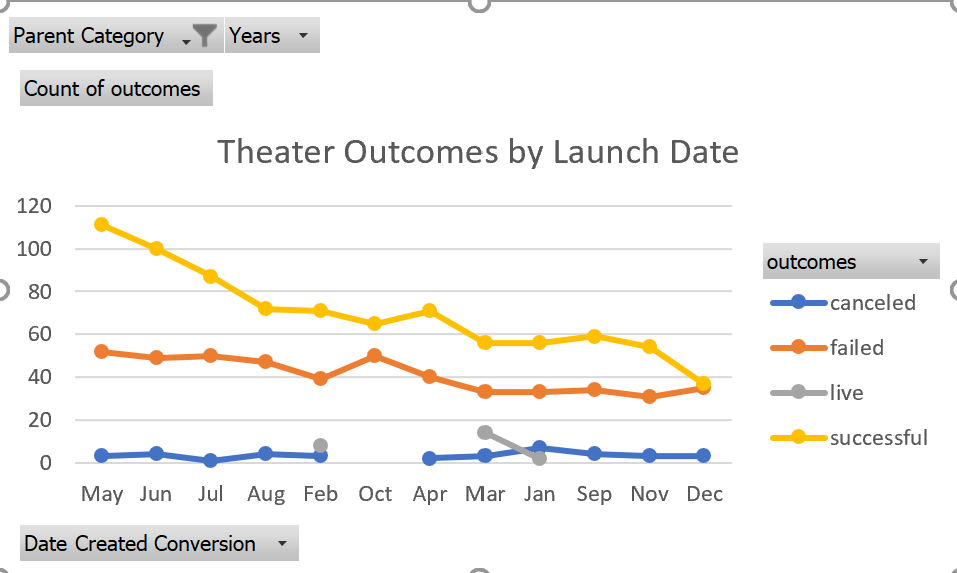 Parent Category Years
Count of outcomes
Theater Outcomes by Launch Date
120
100
80
60
40
20
0
May Jun Jul Aug Feb Oct Apr Mar Jan Sep Nov Dec
outcomes
canceled
failed
live
successful
Date Created Conversion